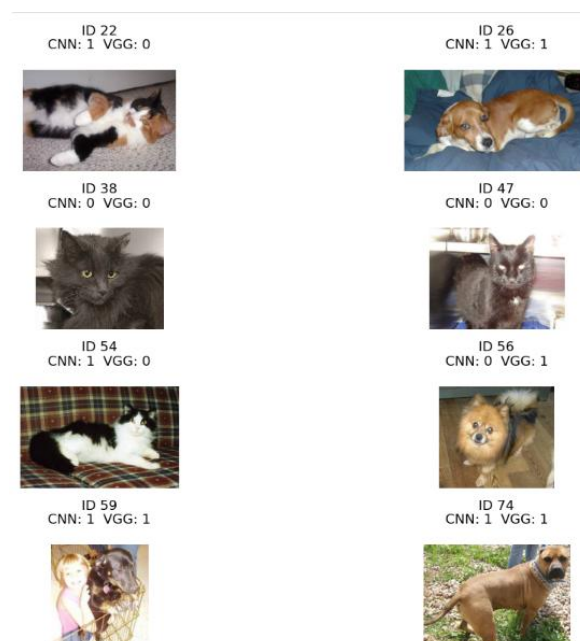 ID 22
CNN: 1 VGG: 0
ID 26
CNN: 1 VGG: 1
ID 38
CNN: 0 VGG: 0
ID 47
CNN: 0 VGG: 0
ID 54
CNN: 1 VGG: 0
ID 56
CNN: 0 VGG: 1
ID 59
CNN: 1 VGG: 1
ID 74
CNN: 1 VGG: 1